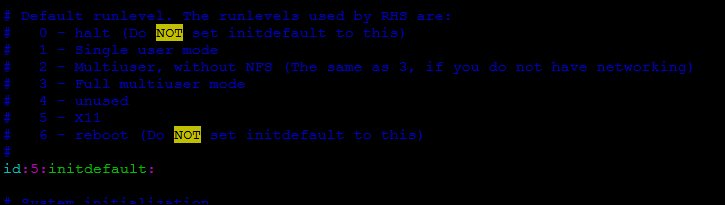 # Default runlevel. The runlevels used by RHS are:
#   0 - halt (Do NOT set initdefault to this)
#   1 - Single user mode
#   2 - Multiuser, without NFS (The same as 3, if you do not have networking)
#   3 - Full multiuser mode
#   4 - unused
#   5 - X11
#   6 - reboot (Do NOT set initdefault to this)
#
id:5:initdefault:
# System initialization